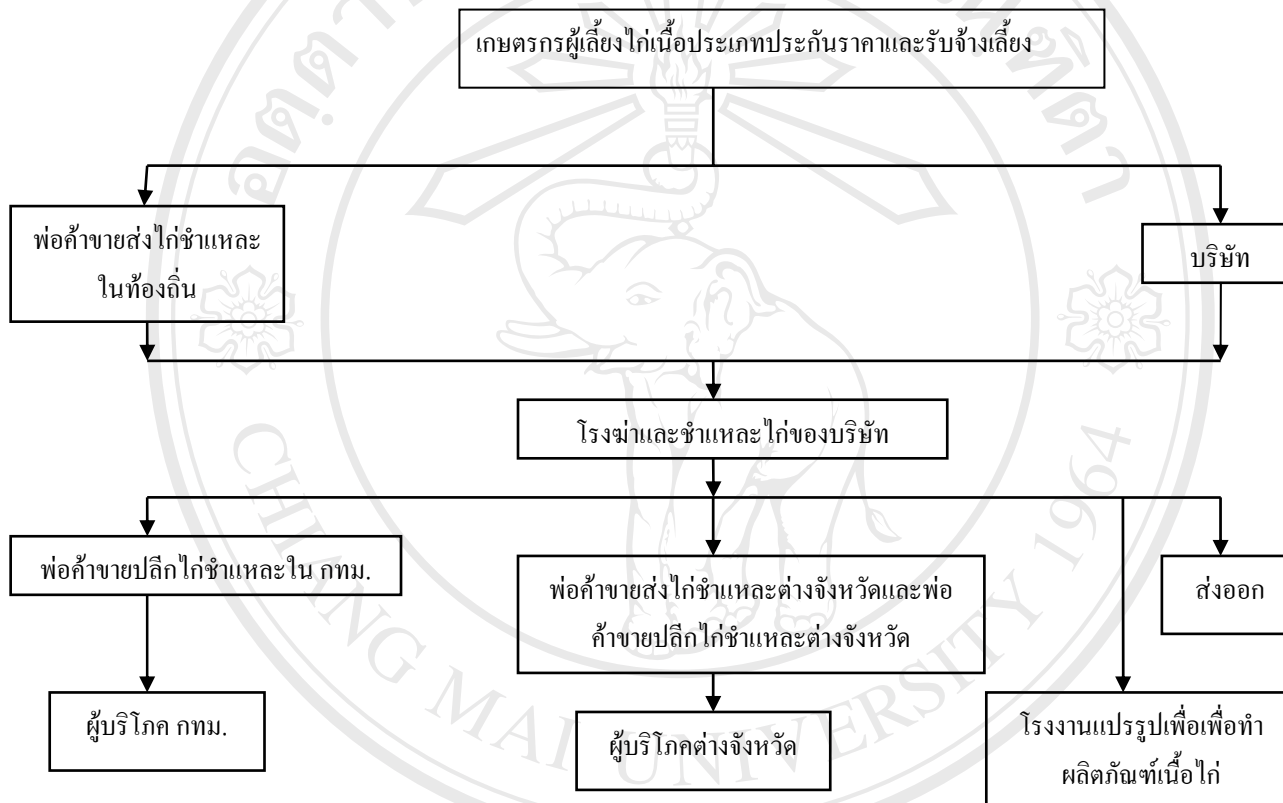 เกษตรกรผู้เลี้ยงไก่เนื้อประเภทประกันราคาและรับจ้างเลี้ยง
พ่อค้าขายส่งไก่ชำแหละ
ในท้องถิ่น
บริษัท
โรงฆ่าและชำแหละไก่ของบริษัท
พ่อค้าขายปลีกไก่ชำแหละใน กทม.
พ่อค้าขายส่งไก่ชำแหละต่างจังหวัดและพ่อ
ค้าขายปลีกไก่ชำแหละต่างจังหวัด
ส่งออก
ผู้บริโภค กทม.
ผู้บริโภคต่างจังหวัด
โรงงานแปรรูปเพื่อเพื่อทำ
ผลิตภัณฑ์เนื้อไก่
CHIANG MAI UNIVERSITY 1964